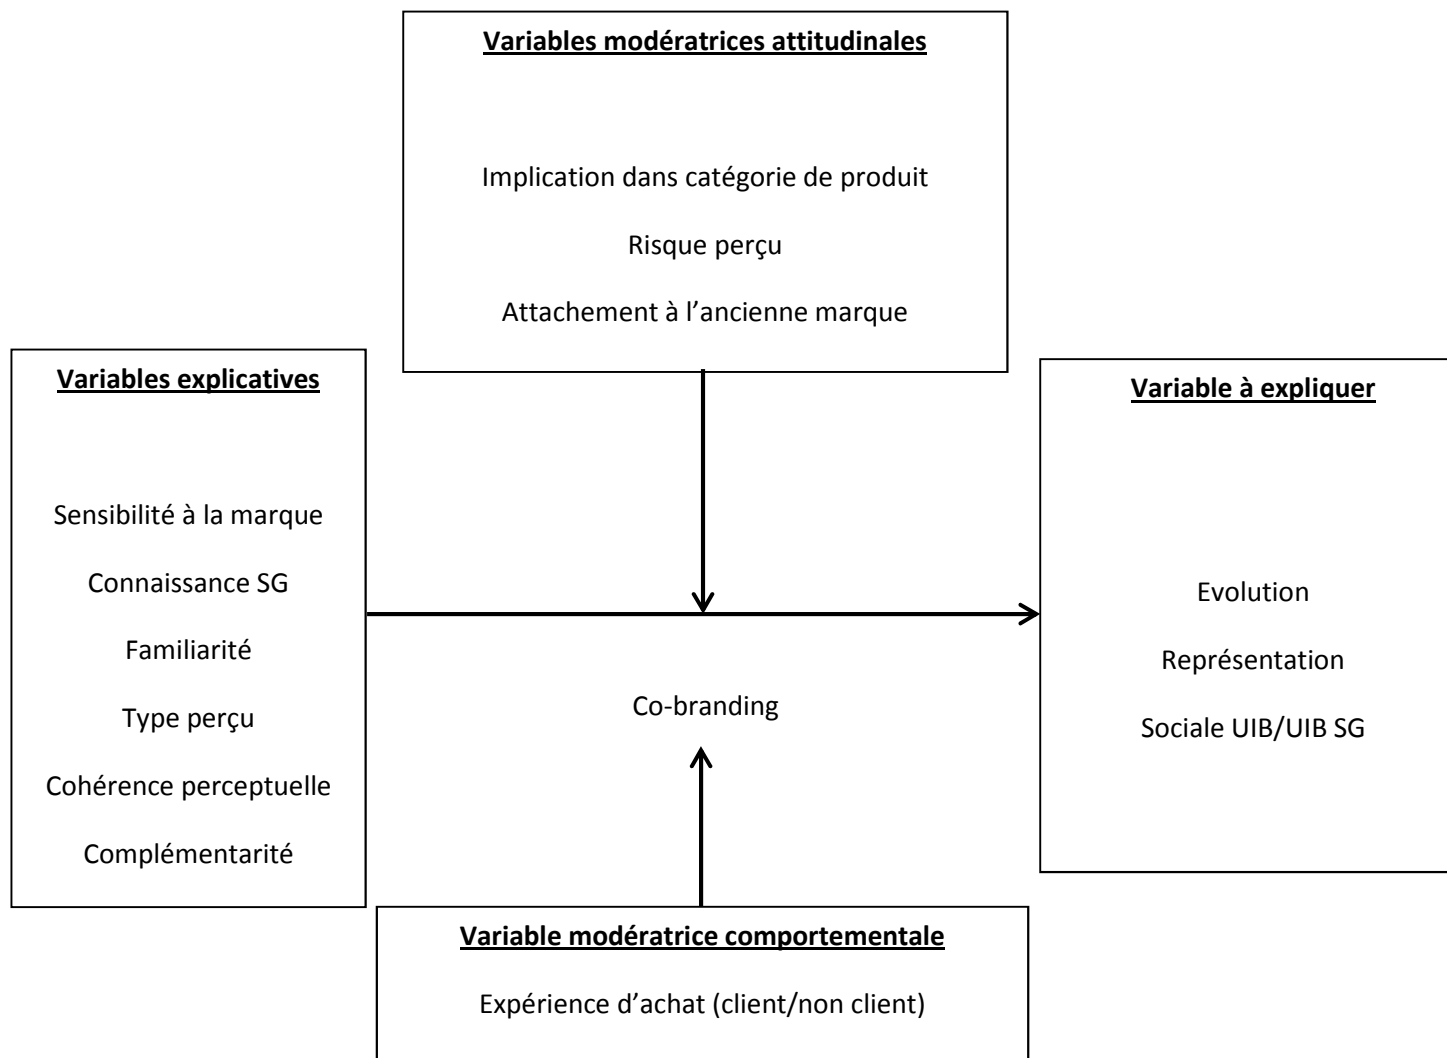 Variables modératrices attitudinales
Implication dans catégorie de produit
Risque perçu
Attachement à l’ancienne marque
Variables explicatives
Sensibilité à la marque
Connaissance SG
Familiarité
Type perçu
Cohérence perceptuelle
Complémentarité
Co-branding
Variable à expliquer
Evolution
Représentation
Sociale UIB/UIB SG
Variable modératrice comportementale
Expérience d’achat (client/non client)